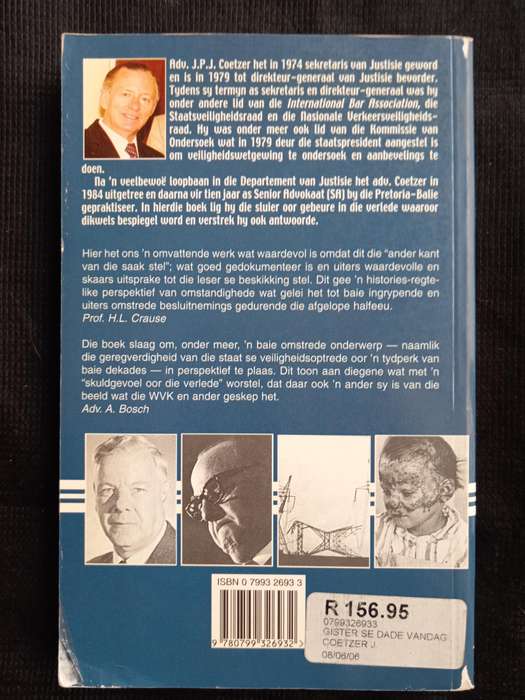 Adv. J.P.J. Coetzer het in 1974 sekretaris van Justisie geword
en is in 1979 tot direkteur-generaal van Justisie bevorder.
Tydens sy termyn as sekretaris en direkteur-generaal was hy
onder andere lid van die International Bar Association, die
Staatsveiligheidsraad en die Nasionale Verkeersveiligheids-
raad. Hy was onder meer ook lid van die Kommissie van
Ondersoek wat in 1979 deur die staatspresident aangestel is
om veiligheidswetgewing te ondersoek en aanbevelings te
doen.
Na 'n veelbewoë loopbaan in die Departement van Justisie het adv. Coetzer in
1984 uitgetree en daarna vir tien jaar as Senior Advokaat (SA) by die Pretoria-Balie
gepraktiseer. In hierdie boek lig hy die sluier oor gebeure in die verlede waaroor
dikwels bespiegel word en verstrek hy ook antwoorde.
Hier het ons 'n omvattende werk wat waardevol is omdat dit die "ander kant
van die saak stel"; wat goed gedokumenteer is en uiters waardevolle en
skaars uitsprake tot die leser se beskikking stel. Dit gee 'n histories-regte-
like perspektief van omstandighede wat gelei het tot baie ingrypende en
uiters omstrede besluitnemings gedurende die afgelope halfeeu.
Prof. H.L. Crause
Die boek slaag om, onder meer, 'n baie omstrede onderwerp — naamlik
die geregverdigheid van die staat se veiligheidsoptrede oor 'n tydperk van
baie dekades — in perspektief te plaas. Dit toon aan diegene wat met 'n
"skuldgevoel oor die verlede" worstel, dat daar ook 'n ander sy is van die
beeld wat die WVK en ander geskep het.
Adv. A. Bosch
ISBN 0 7993 2693 3
9 780799 326932
R 156.95
0799326933
GISTER SE DADE VANDAG
COETZER J.
08/06/06